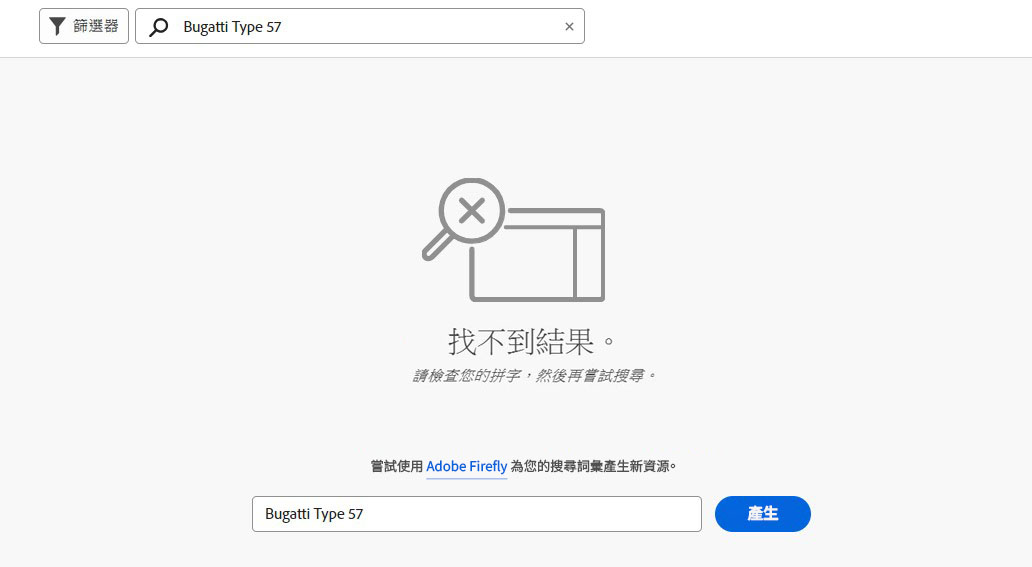 篩選器
Bugatti Type 57
找不到結果。
請檢查您的拼字，然後再嘗試搜尋。
嘗試使用 Adobe Firefly 為您的搜尋詞彙產生新資源。
Bugatti Type 57
產生